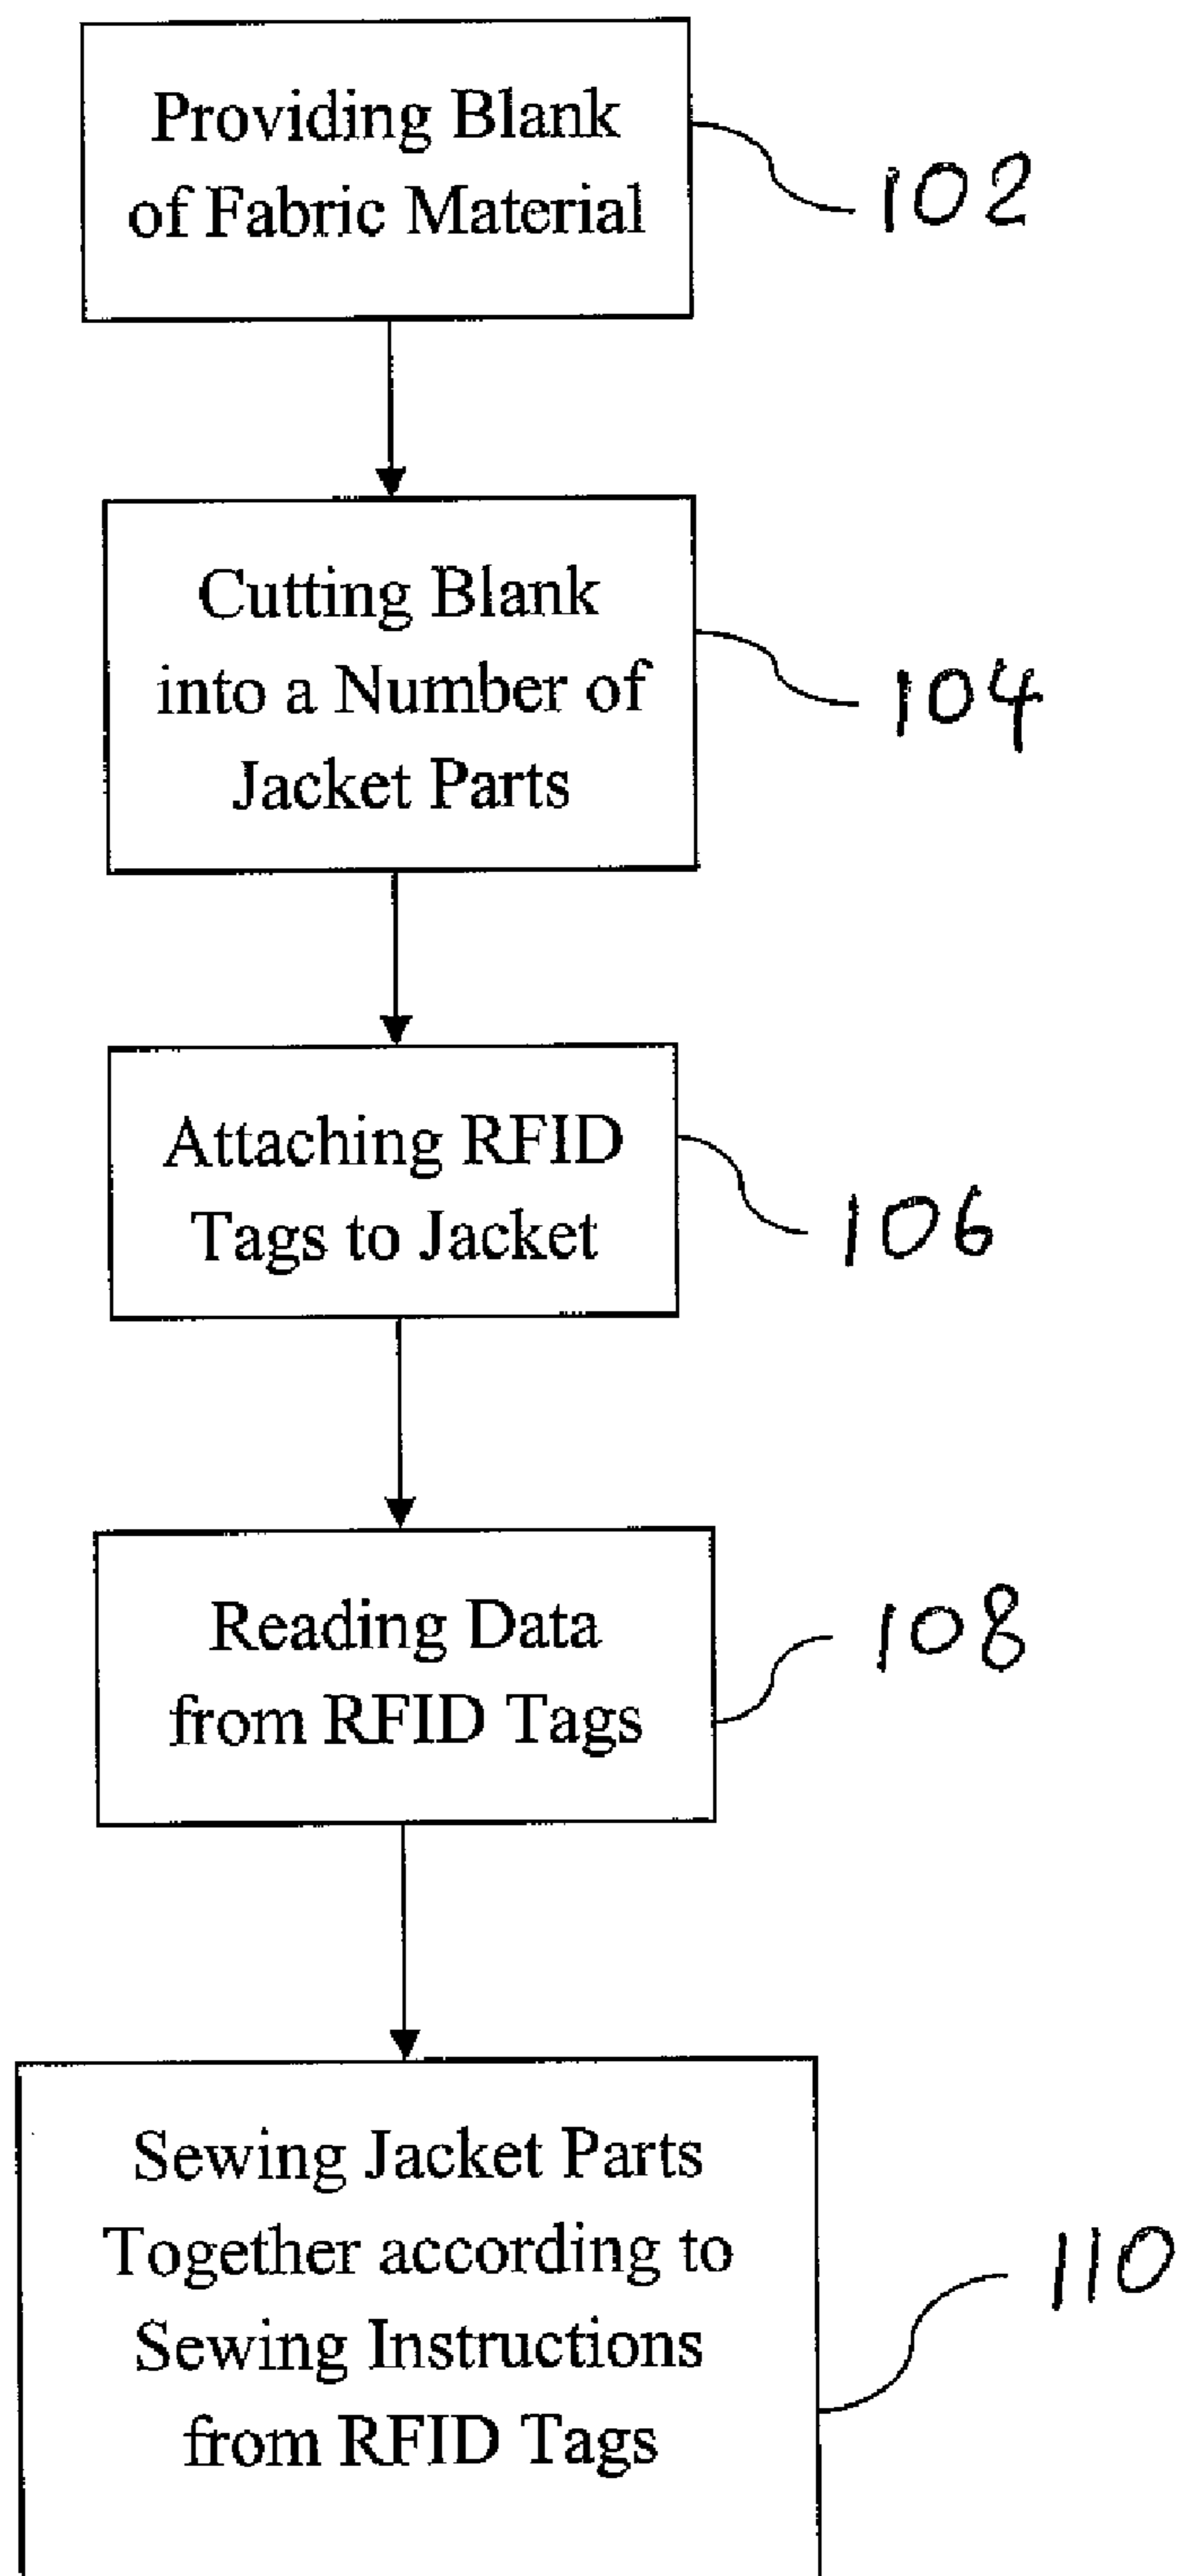 Providing Blank
of Fabric Material
102
Cutting Blank
into a Number of
Jacket Parts
104
Attaching RFID
Tags to Jacket
106
Reading Data
from RFID Tags
108
Sewing Jacket Parts
Together according to
Sewing Instructions
from RFID Tags
110